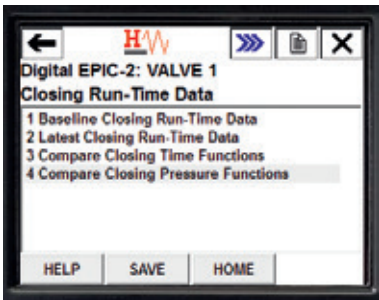 H
Digital EPIC-2: VALVE 1
Closing Run-Time Data
1 Baseline Closing Run-Time Data
2 Latest Closing Run-Time Data
3 Compare Closing Time Functions
4 Compare Closing Pressure Functions
HELP SAVE HOME